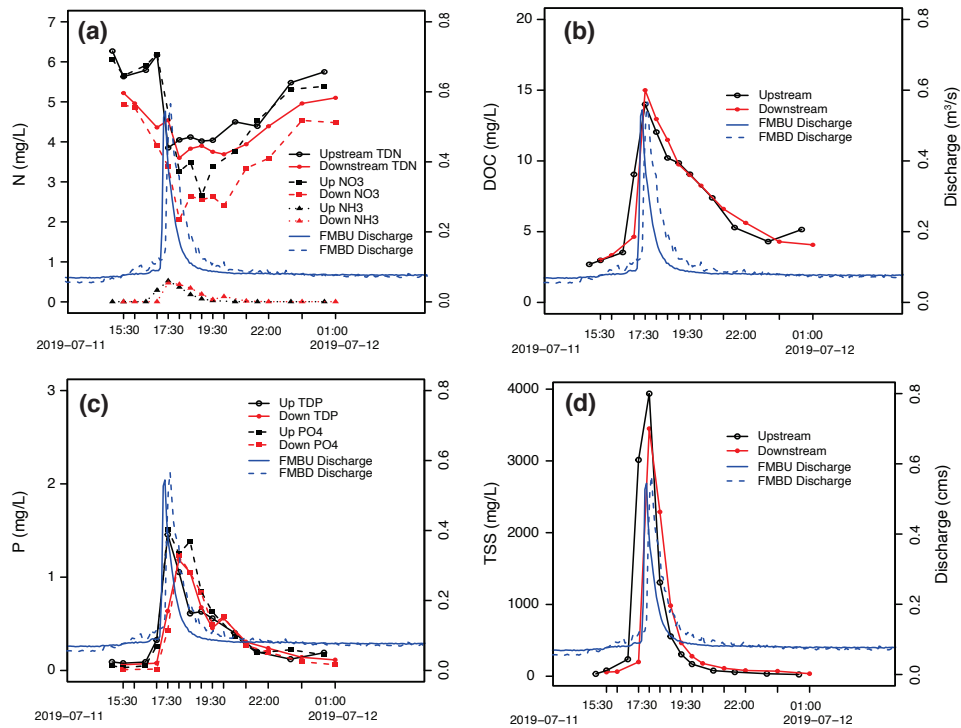 (a)
N (mg/L)
7
6
5
4
3
2
1
0
0.8
0.6
0.4
0.2
0.0
Upstream TDN
Downstream TDN
Up NO3
Down NO3
Up NH3
Down NH3
FMBU Discharge
FMBD Discharge
15:30
17:30
19:30
22:00
01:00
2019-07-11
2019-07-12
(b)
DOC (mg/L)
20
15
10
5
0
0.8
0.6
0.4
0.2
0.0
Discharge (m³/s)
Upstream
Downstream
FMBU Discharge
FMBD Discharge
15:30
17:30
19:30
22:00
01:00
2019-07-11
2019-07-12
(c)
P (mg/L)
3
2
1
0
0.8
0.6
0.4
0.2
0.0
Up TDP
Down TDP
Up PO4
Down PO4
FMBU Discharge
FMBD Discharge
15:30
17:30
19:30
22:00
01:00
2019-07-11
2019-07-12
(d)
TSS (mg/L)
4000
3000
2000
1000
0
0.8
0.6
0.4
0.2
0.0
Discharge (cms)
Upstream
Downstream
FMBU Discharge
FMBD Discharge
15:30
17:30
19:30
22:00
01:00
2019-07-11
2019-07-12